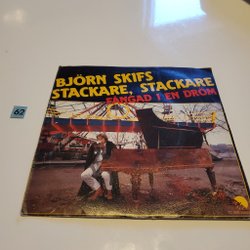 BJÖRN SKIFS
STACKARE, STACKARE
FÅNGAD I EN DRÖM
62